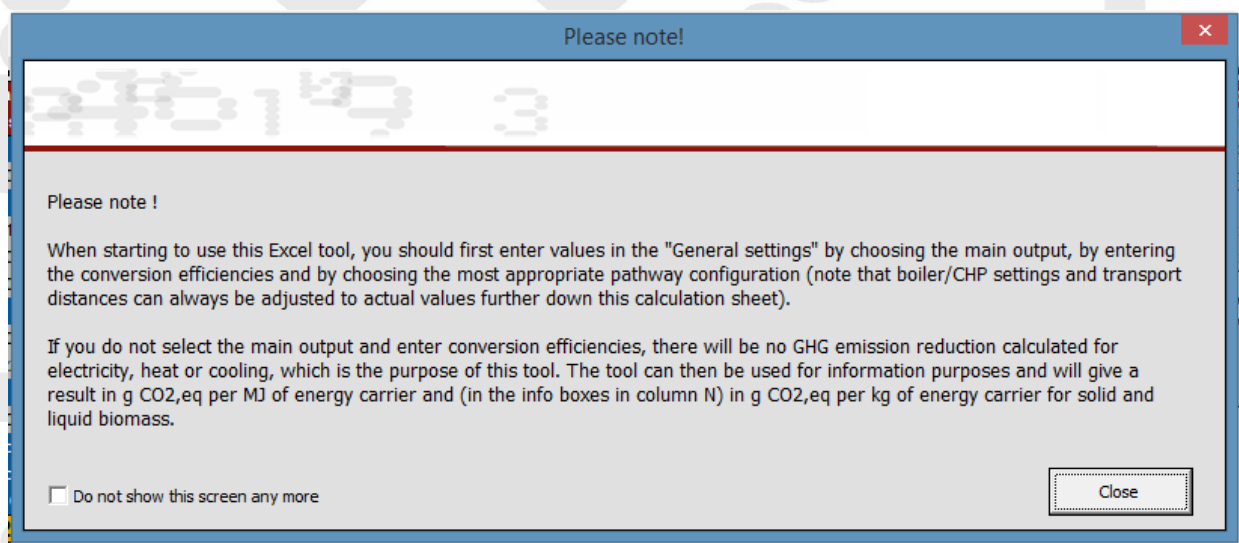 Please note!
Please note !
When starting to use this Excel tool, you should first enter values in the "General settings" by choosing the main output, by entering
the conversion efficiencies and by choosing the most appropriate pathway configuration (note that boiler/CHP settings and transport
distances can always be adjusted to actual values further down this calculation sheet).
If you do not select the main output and enter conversion efficiencies, there will be no GHG emission reduction calculated for
electricity, heat or cooling, which is the purpose of this tool. The tool can then be used for information purposes and will give a
result in g CO2,eq per MJ of energy carrier and (in the info boxes in column N) in g CO2,eq per kg of energy carrier for solid and
liquid biomass.
Do not show this screen any more
Close